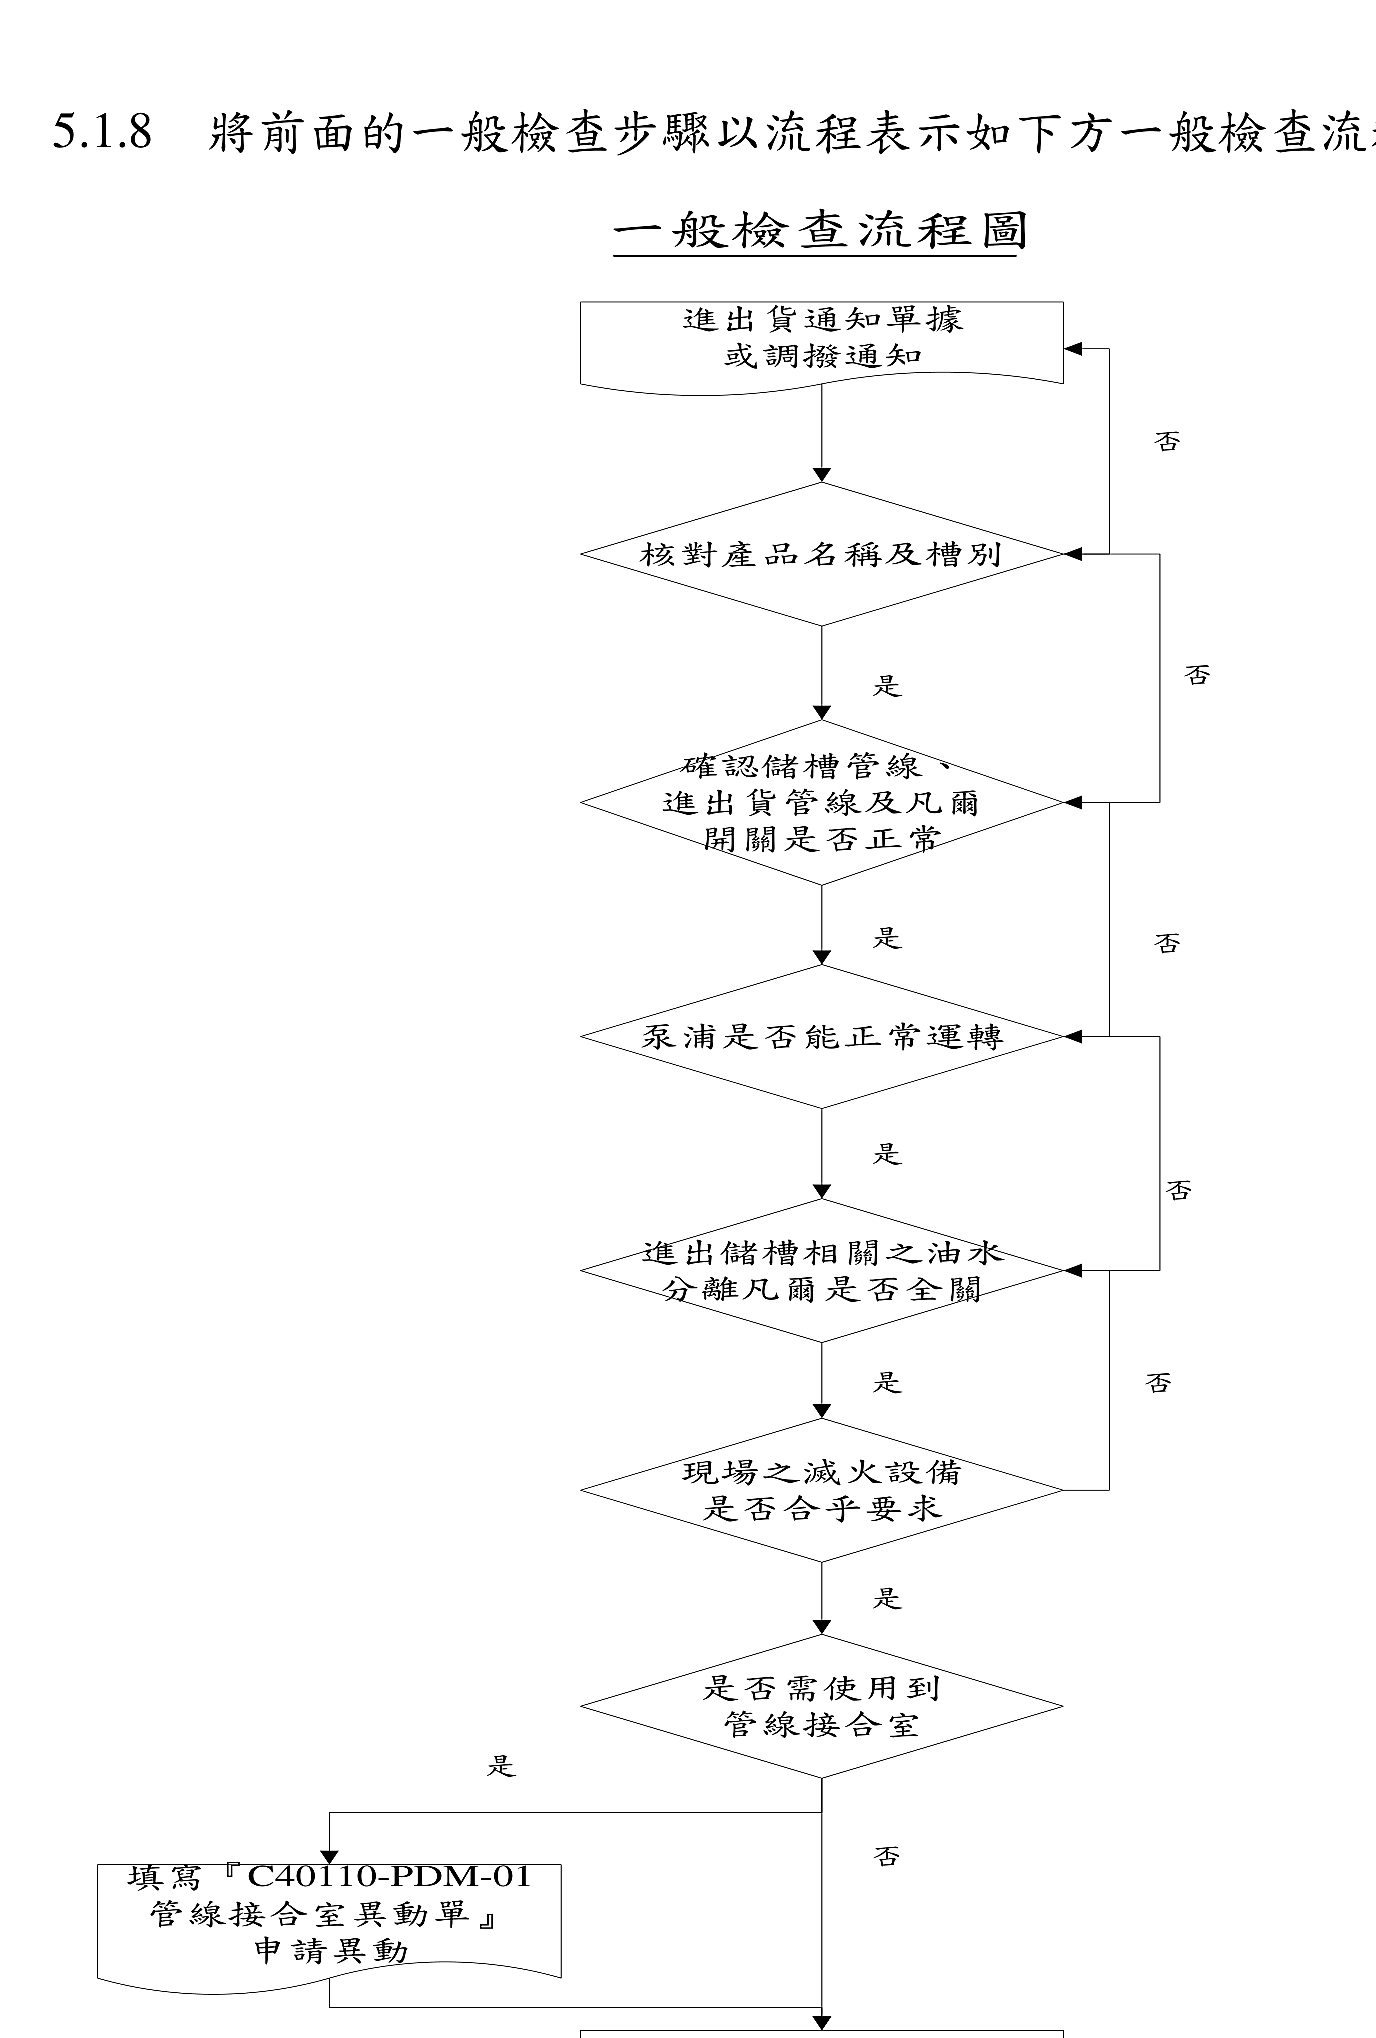 5.1.8 將前面的一般檢查步驟以流程表示如下方一般檢查流
一般檢查流程圖
進出貨通知單據
或調撥通知
否
核對產品名稱及槽別
否
是
確認儲槽管線、
進出貨管線及凡爾
開關是否正常
是
否
泵浦是否能正常運轉
是
否
進出儲槽相關之油水
分離凡爾是否全關
是
否
現場之滅火設備
是否合乎要求
是
是否需使用到
管線接合室
是
否
填寫『C40110-PDM-01
管線接合室異動單』
申請異動